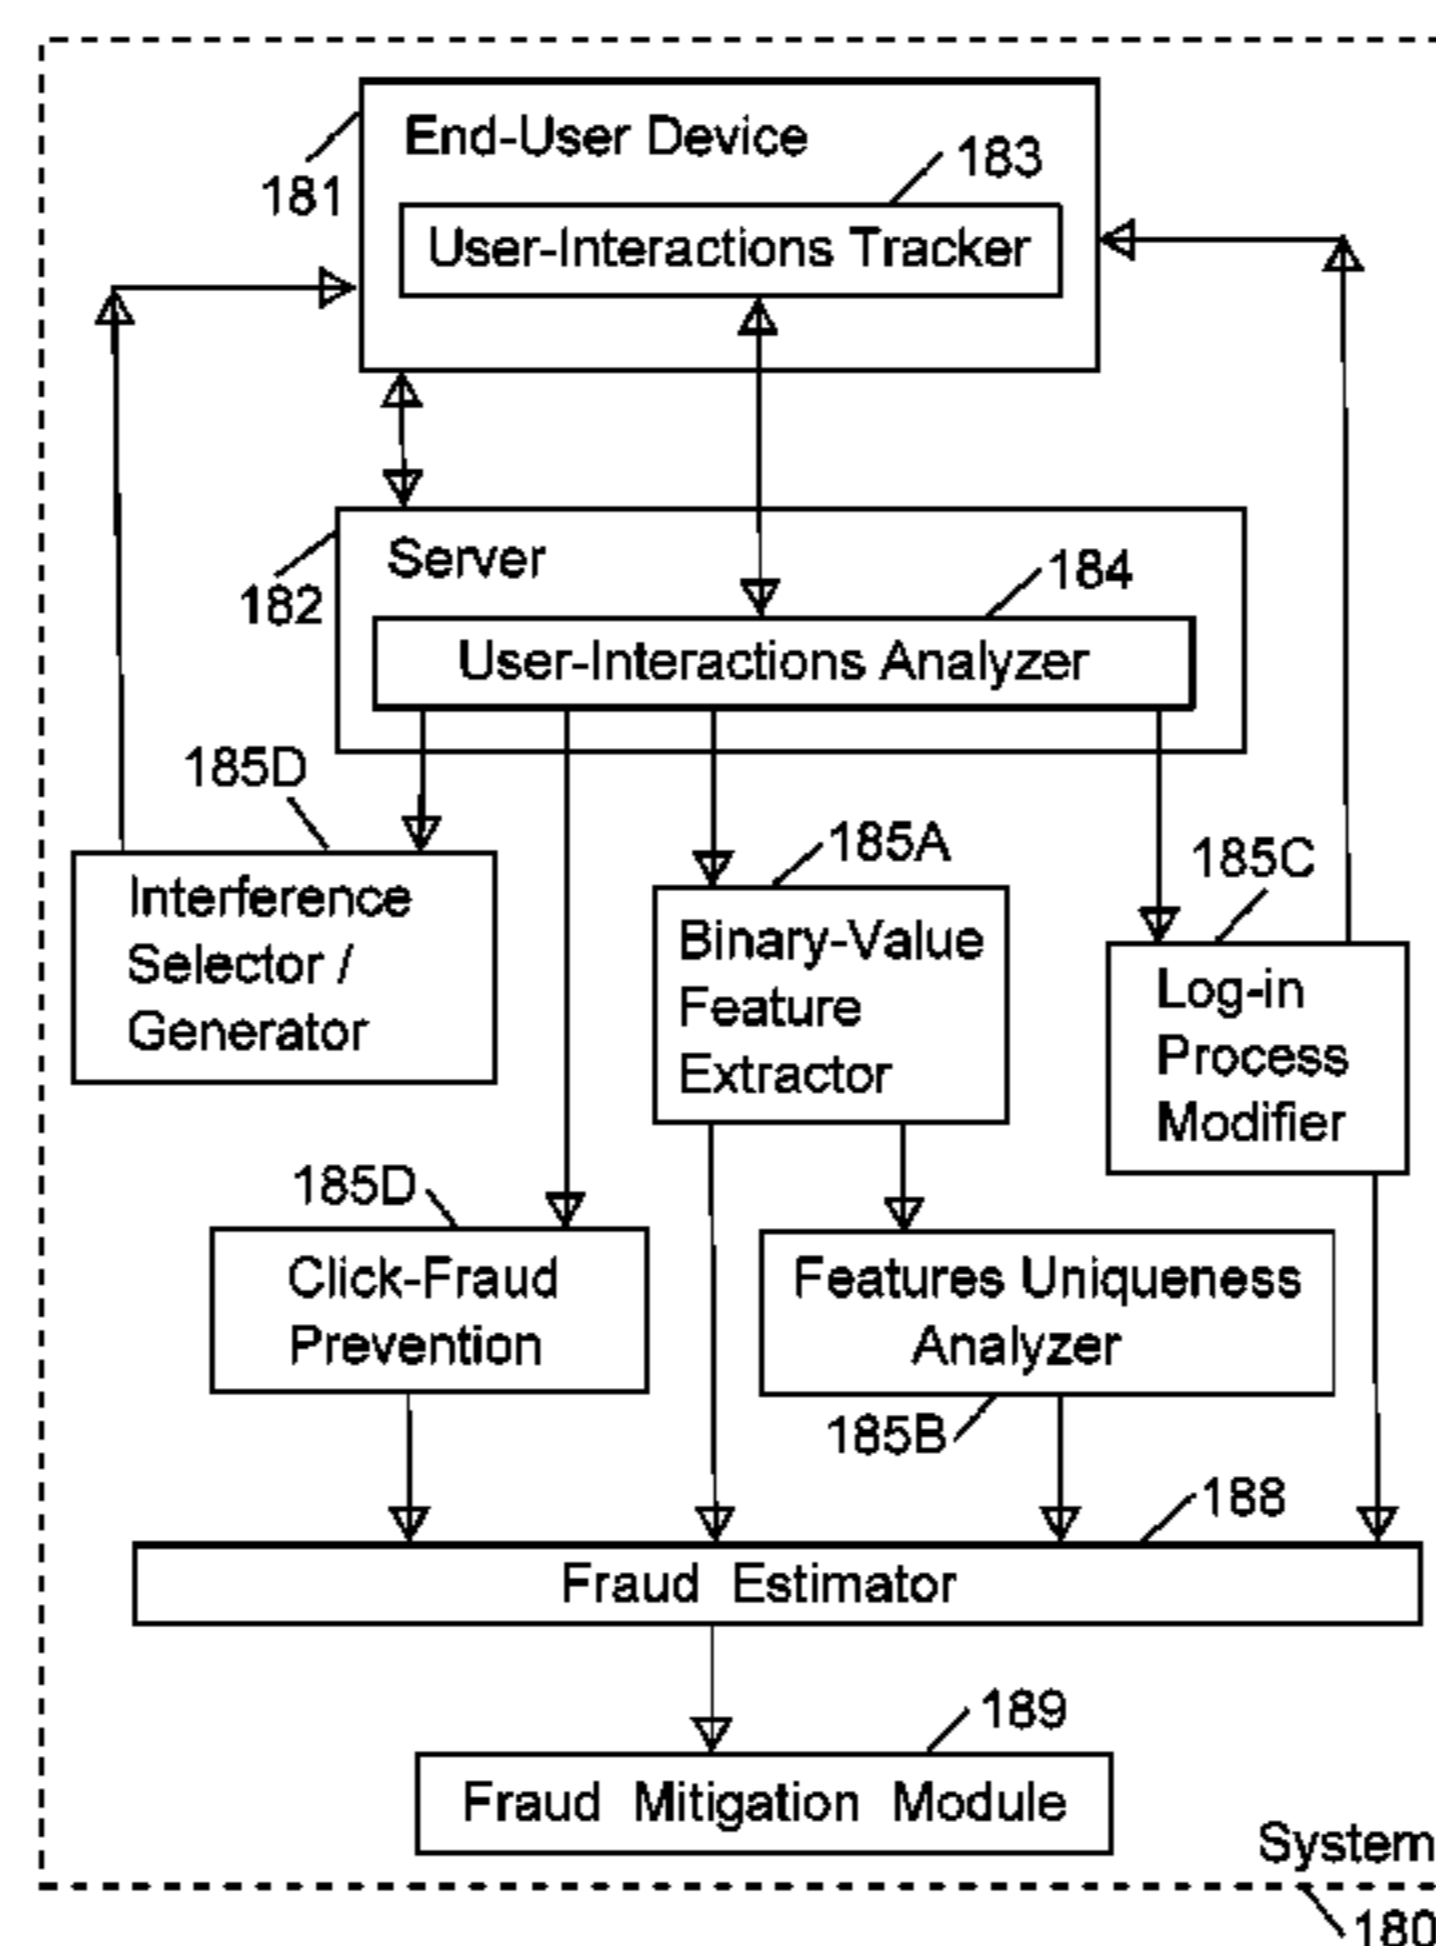 End-User Device
183
181
User-Interactions Tracker
Server
184
182
User-Interactions Analyzer
185D
185A
185C
Interference
Selector /
Generator
Binary-Value
Feature
Extractor
Log-in
Process
Modifier
185D
Click-Fraud
Prevention
Features Uniqueness
Analyzer
185B
188
Fraud Estimator
189
Fraud Mitigation Module
System
180